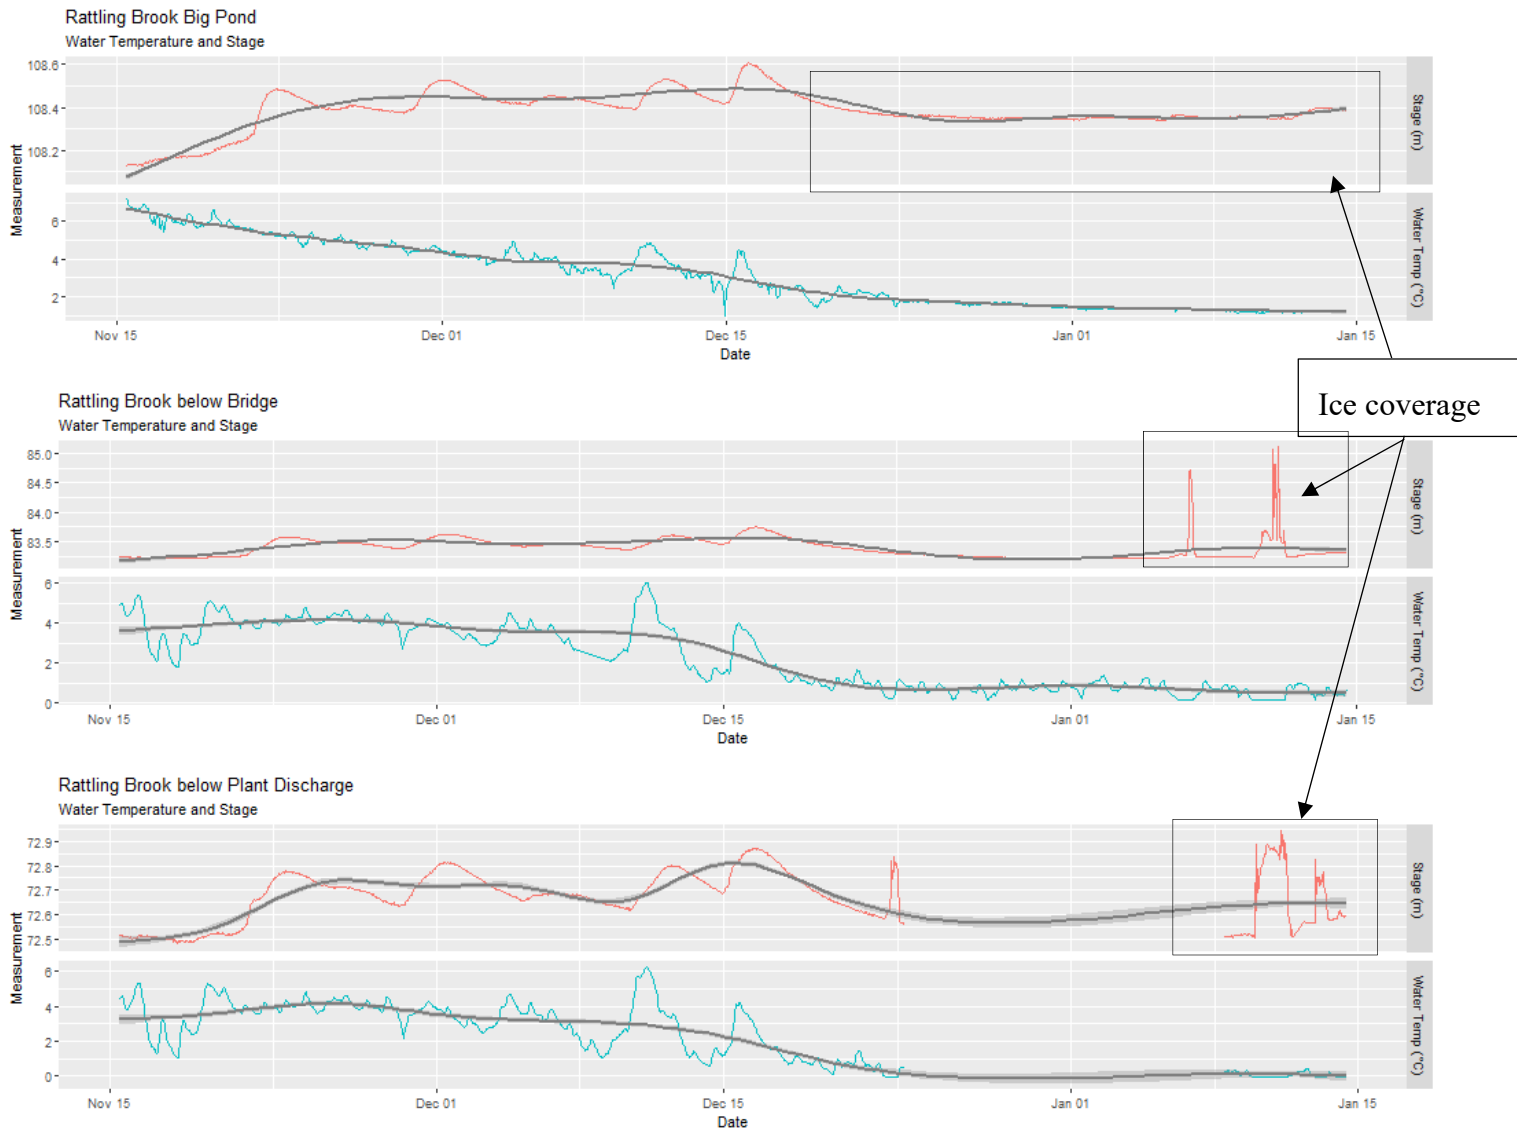 Rattling Brook Big Pond
Water Temperature and Stage
108.6
108.4
108.2
Stage (m)
Measurement
6
4
2
Water Temp (°C)
Nov 15
Dec 01
Dec 15
Jan 01
Jan 15
Date
Ice coverage
Rattling Brook below Bridge
Water Temperature and Stage
85.0
84.5
84.0
83.5
Stage (m)
Measurement
6
4
2
0
Water Temp (°C)
Nov 15
Dec 01
Dec 15
Jan 01
Jan 15
Date
Rattling Brook below Plant Discharge
Water Temperature and Stage
72.9
72.8
72.7
72.6
72.5
Stage (m)
Measurement
6
4
2
0
Water Temp (°C)
Nov 15
Dec 01
Dec 15
Jan 01
Jan 15
Date